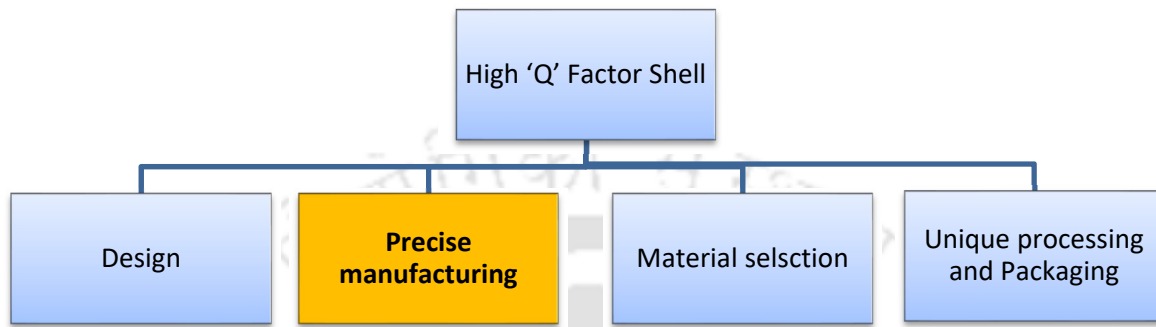 High ‘Q’ Factor Shell
Design
Precise
manufacturing
Material selsction
Unique processing
and Packaging